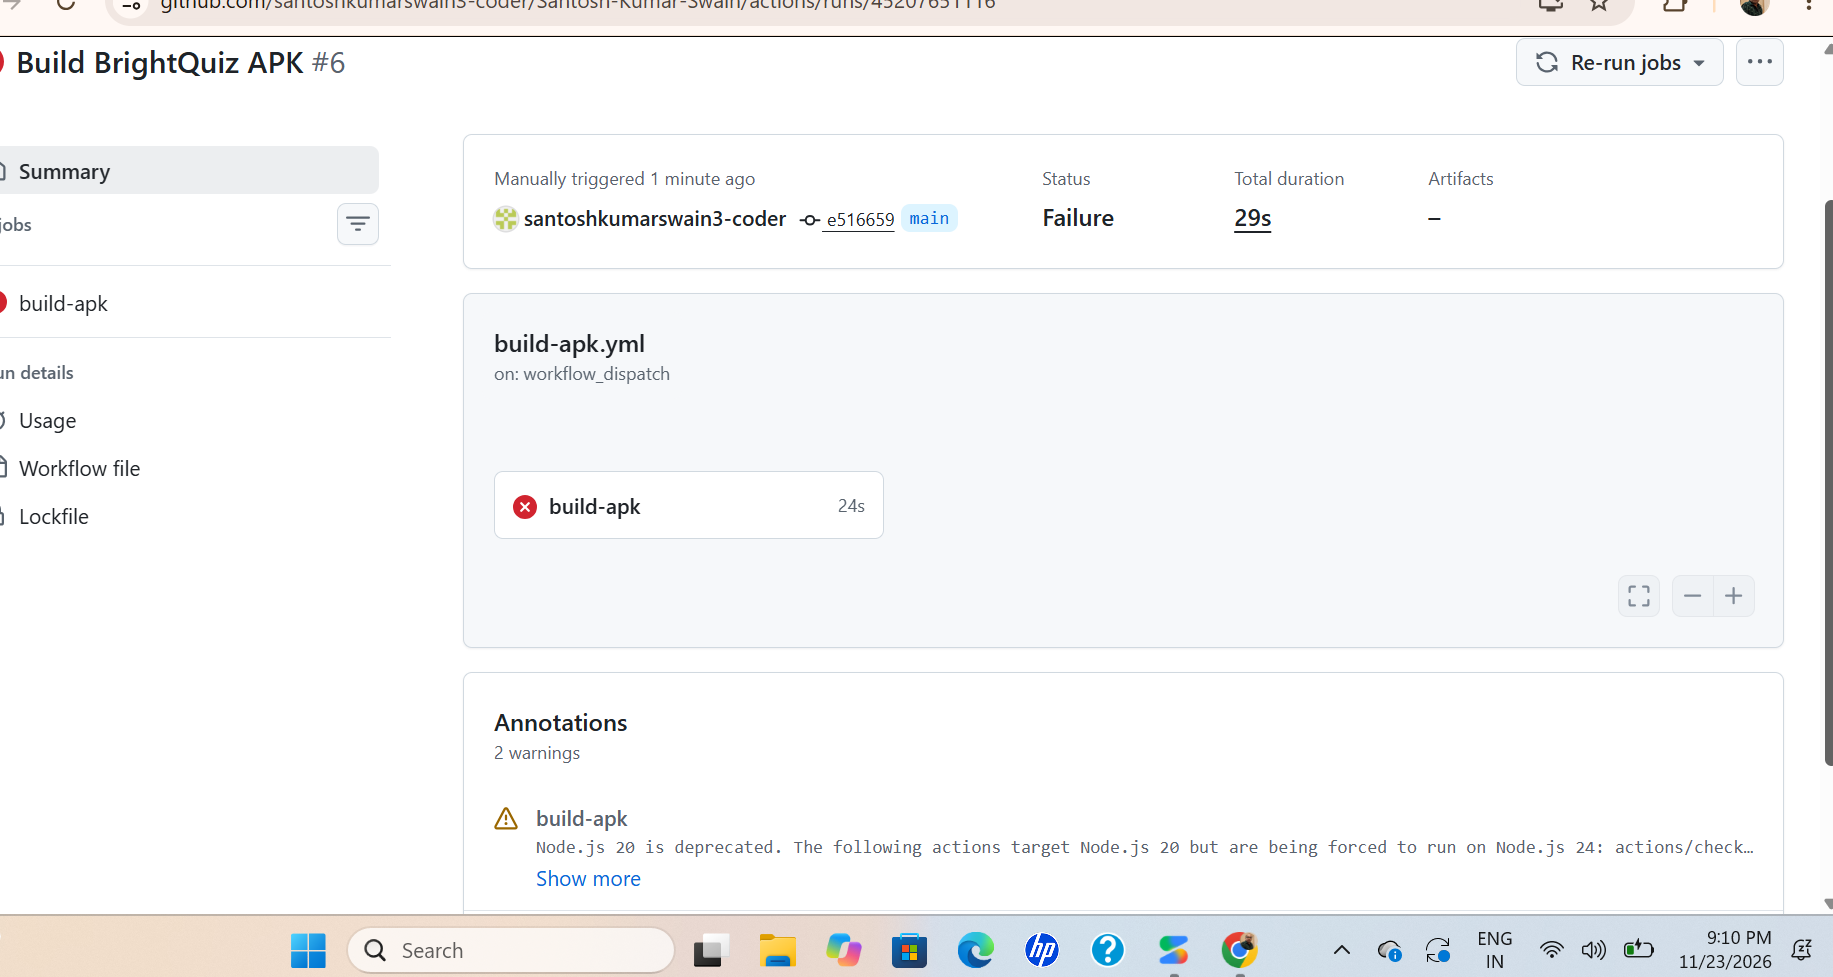 github.com/santoshkumarswain3-coder/Santosh-Kumar-Swain/actions/runs/45207651116
Build BrightQuiz APK #6
Re-run jobs
Summary
jobs
build-apk
un details
Usage
Workflow file
Lockfile
Manually triggered 1 minute ago
santoshkumarswain3-coder e516659 main
Status
Failure
Total duration
29s
Artifacts
–
build-apk.yml
on: workflow_dispatch
build-apk 24s
Annotations
2 warnings
build-apk
Node.js 20 is deprecated. The following actions target Node.js 20 but are being forced to run on Node.js 24: actions/check…
Show more
Search
hp
ENG
IN
9:10 PM
11/23/2026